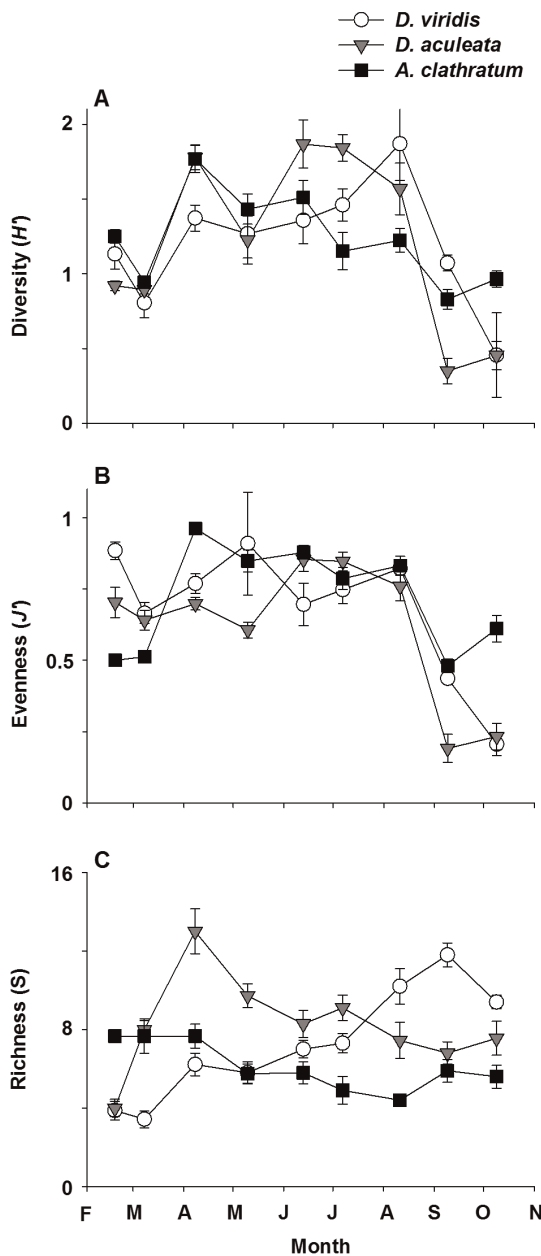 D. viridis
D. aculeata
A. clathratum
A
2
1
0
Diversity (H')
B
1
0.5
0
Evenness (J')
C
16
8
0
Richness (S)
F M A M J J A S O N
Month